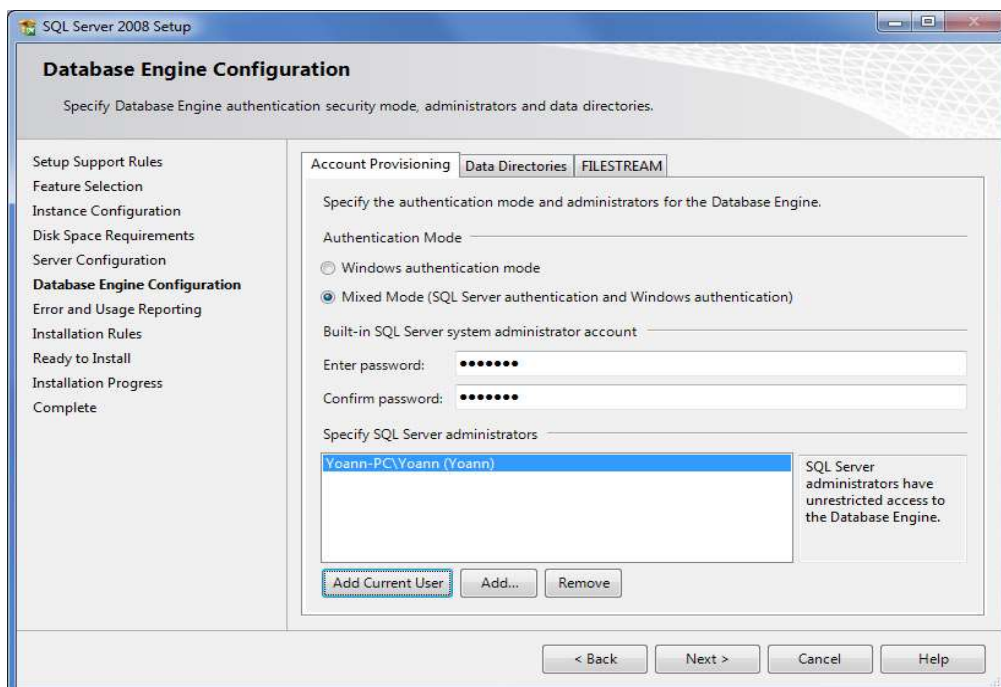 SQL Server 2008 Setup
Database Engine Configuration
Specify Database Engine authentication security mode, administrators and data directories.
Setup Support Rules
Feature Selection
Instance Configuration
Disk Space Requirements
Server Configuration
Database Engine Configuration
Error and Usage Reporting
Installation Rules
Ready to Install
Installation Progress
Complete
Account Provisioning Data Directories FILESTREAM
Specify the authentication mode and administrators for the Database Engine.
Authentication Mode
Windows authentication mode
Mixed Mode (SQL Server authentication and Windows authentication)
Built-in SQL Server system administrator account
Enter password: •••••••
Confirm password: •••••••
Specify SQL Server administrators
Yoann-PC\Yoann (Yoann)
SQL Server
administrators have
unrestricted access to
the Database Engine.
Add Current User Add... Remove
< Back Next > Cancel Help